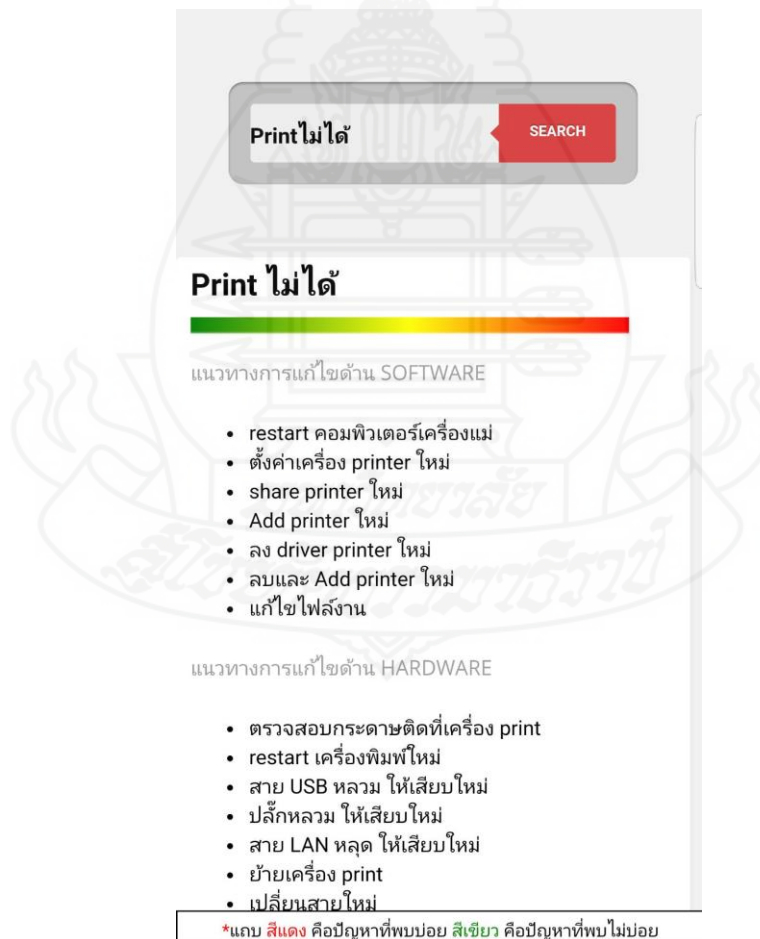 Printไม่ได้
SEARCH
Print ไม่ได้
แนวทางการแก้ไขด้าน SOFTWARE
• restart คอมพิวเตอร์เครื่องแม่
• ตั้งค่าเครื่อง printer ใหม่
• share printer ใหม่
• Add printer ใหม่
• ลง driver printer ใหม่
• ลบและ Add printer ใหม่
• แก้ไขไฟล์งาน
แนวทางการแก้ไขด้าน HARDWARE
• ตรวจสอบกระดาษติดที่เครื่อง print
• restart เครื่องพิมพ์ใหม่
• สาย USB หลวม ให้เสียบใหม่
• ปลั๊กหลวม ให้เสียบใหม่
• สาย LAN หลุด ให้เสียบใหม่
• ย้ายเครื่อง print
• เปลี่ยนสายใหม่
*แถบ สีแดง คือปัญหาที่พบบ่อย สีเขียว คือปัญหาที่พบไม่บ่อย